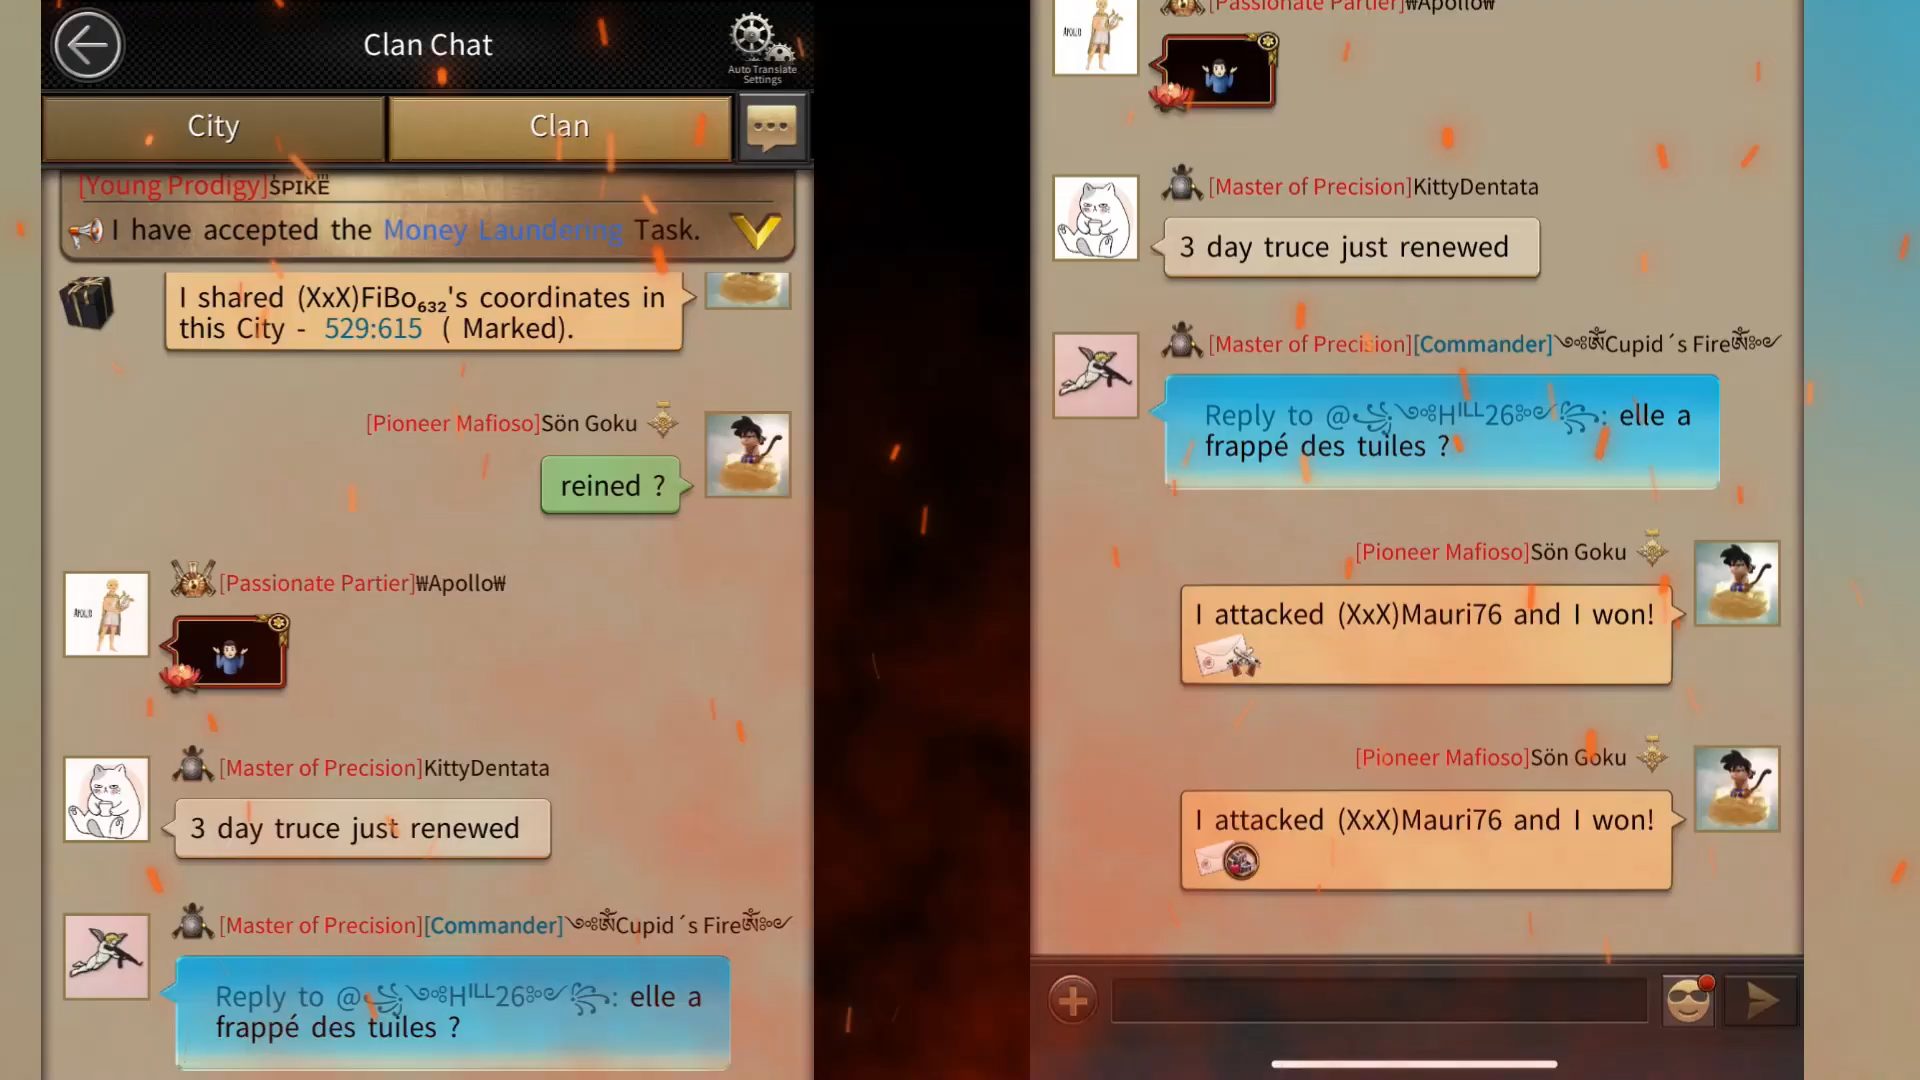 Clan Chat
Auto Translate
Settings
City
Clan
[Young Prodigy]SPIKE
I have accepted the Money Laundering Task.
I shared (XxX)FiBo₆₃₂'s coordinates in
this City - 529:615 ( Marked).
[Pioneer Mafioso]Sön Goku
reined ?
APOLLO
[Passionate Partier]₩Apollo₩
[Master of Precision]KittyDentata
3 day truce just renewed
[Master of Precision][Commander]Cupid´s Fire
Reply to @Hᴵᴸᴸ26: elle a
frappé des tuiles ?
[Passionate Partier]₩Apollo₩
APOLLO
[Master of Precision]KittyDentata
3 day truce just renewed
[Master of Precision][Commander]Cupid´s Fire
Reply to @Hᴵᴸᴸ26: elle a
frappé des tuiles ?
[Pioneer Mafioso]Sön Goku
I attacked (XxX)Mauri76 and I won!
[Pioneer Mafioso]Sön Goku
I attacked (XxX)Mauri76 and I won!